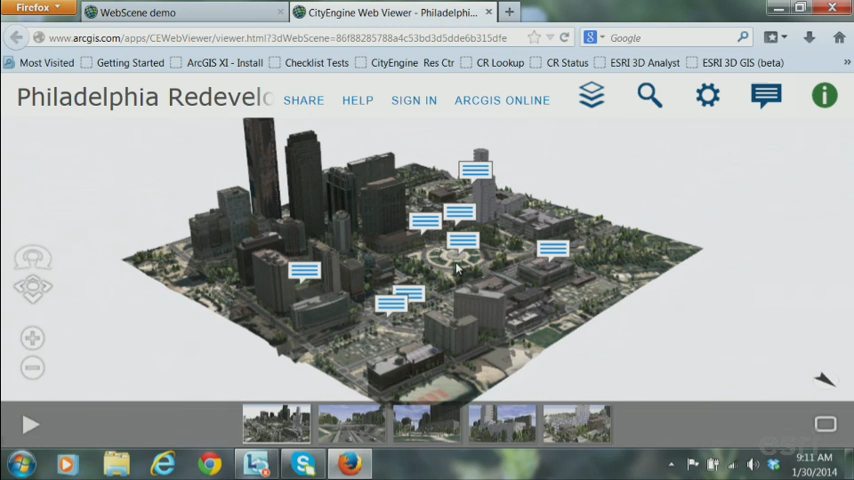 Firefox
WebScene demo
CityEngine Web Viewer - Philadelphi...
www.arcgis.com/apps/CEWebViewer/viewer.html?3dWebScene=86f88285788a4c53bd3d5dde6b315dfe
Google
Most Visited
Getting Started
ArcGIS XI - Install
Checklist Tests
CityEngine Res Ctr
CR Lookup
CR Status
ESRI 3D Analyst
ESRI 3D GIS (beta)
Philadelphia Redevelo
SHARE
HELP
SIGN IN
ARCGIS ONLINE
esri
9:11 AM
1/30/2014